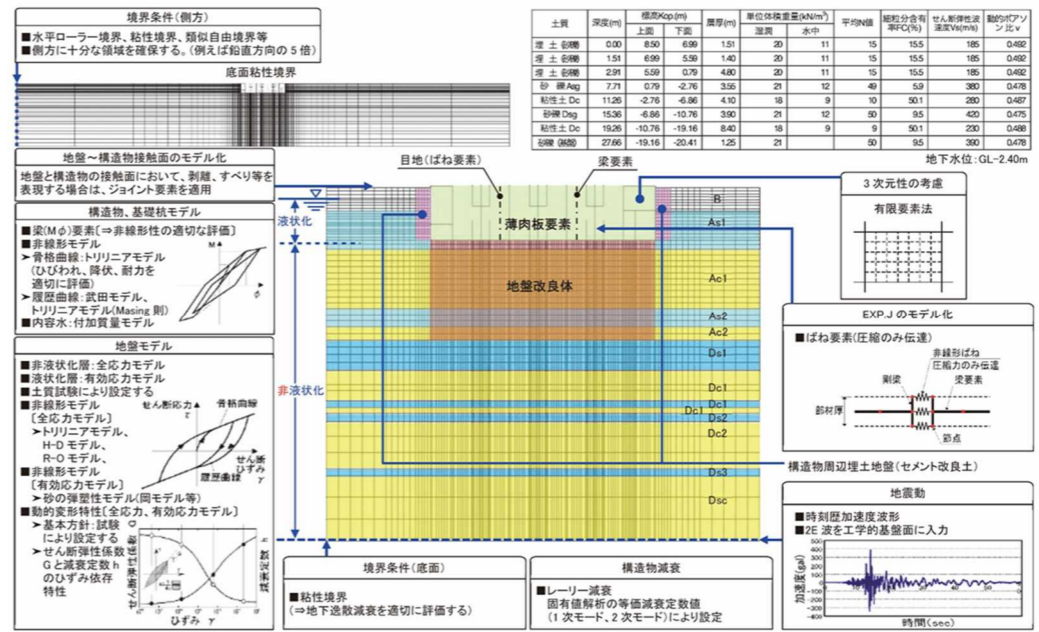 境界条件（側方）
■水平ローラー境界、粘性境界、類似自由境界等
■側方に十分な領域を確保する。（例えば鉛直方向の5倍）
底面粘性境界
土質 深度(m) 標高Kop.(m) 層厚(m) 単位体積重量(kN/m³) 平均N値 細粒分含有率FC(%) せん断弾性波速度Vs(m/s) 動的ポアソン比ν
上面 下面 湿潤 水中
埋 土 (砂礫) 0.00 8.50 6.99 1.51 20 11 15 15.5 185 0.492
埋 土 (砂礫) 1.51 6.99 5.59 1.40 20 11 15 15.5 185 0.492
埋 土 (砂礫) 2.91 5.59 0.79 4.80 20 11 15 15.5 185 0.492
砂 礫 Asg 7.71 0.79 -2.76 3.55 21 12 49 5.9 380 0.478
粘性土 Dc 11.26 -2.76 -6.86 4.10 18 9 10 50.1 280 0.487
砂礫 Dsg 15.36 -6.86 -10.76 3.90 21 12 50 9.5 420 0.475
粘性土 Dc 19.26 -10.76 -19.16 8.40 18 9 9 50.1 230 0.488
砂礫(基盤) 27.66 -19.16 -20.41 1.25 21 50 9.5 390 0.478
地下水位：GL-2.40m
地盤～構造物接触面のモデル化
地盤と構造物の接触面において、剥離、すべり等を
表現する場合は、ジョイント要素を適用
構造物、基礎杭モデル
■梁(Mφ)要素[⇒非線形性の適切な評価]
■非線形モデル
➤骨格曲線：トリリニアモデル
(ひびわれ、降伏、耐力を
適切に評価)
➤履歴曲線：武田モデル、
トリリニアモデル(Masing 則)
■内容水：付加質量モデル
M
φ
地盤モデル
■非液状化層：全応力モデル
■液状化層：有効応力モデル
■土質試験により設定する
■非線形モデル
〔全応力モデル〕
➤トリリニアモデル、
H-D モデル、
R-O モデル、
■非線形モデル
〔有効応力モデル〕
➤砂の弾塑性モデル(岡モデル等)
■動的変形特性〔全応力、有効応力モデル〕
➤基本方針：試験
により設定する
➤せん断弾性係数
Gと減衰定数h
のひずみ依存
特性
せん断応力
τ
骨格曲線
せん断
ひずみ
γ
履歴曲線
せん断弾性係数 G
減衰定数 h
ひずみ γ
目地(ばね要素)
梁要素
液状化
非液状化
薄肉板要素
地盤改良体
B
As1
Ac1
As2
Ac2
Ds1
Dc1
Dc1
Dc1
Ds2
Dc2
Ds3
Dsc
3次元性の考慮
有限要素法
EXP.J のモデル化
■ばね要素(圧縮のみ伝達)
非線形ばね
圧縮力のみ伝達
剛梁
梁要素
部材厚
節点
構造物周辺埋土地盤(セメント改良土)
地震動
■時刻歴加速度波形
■2E 波を工学的基盤面に入力
加速度(gal)
時間(sec)
境界条件（底面）
■粘性境界
(⇒地下逸散減衰を適切に評価する)
構造物減衰
■レーリー減衰
固有値解析の等価減衰定数値
(1次モード、2次モード)により設定